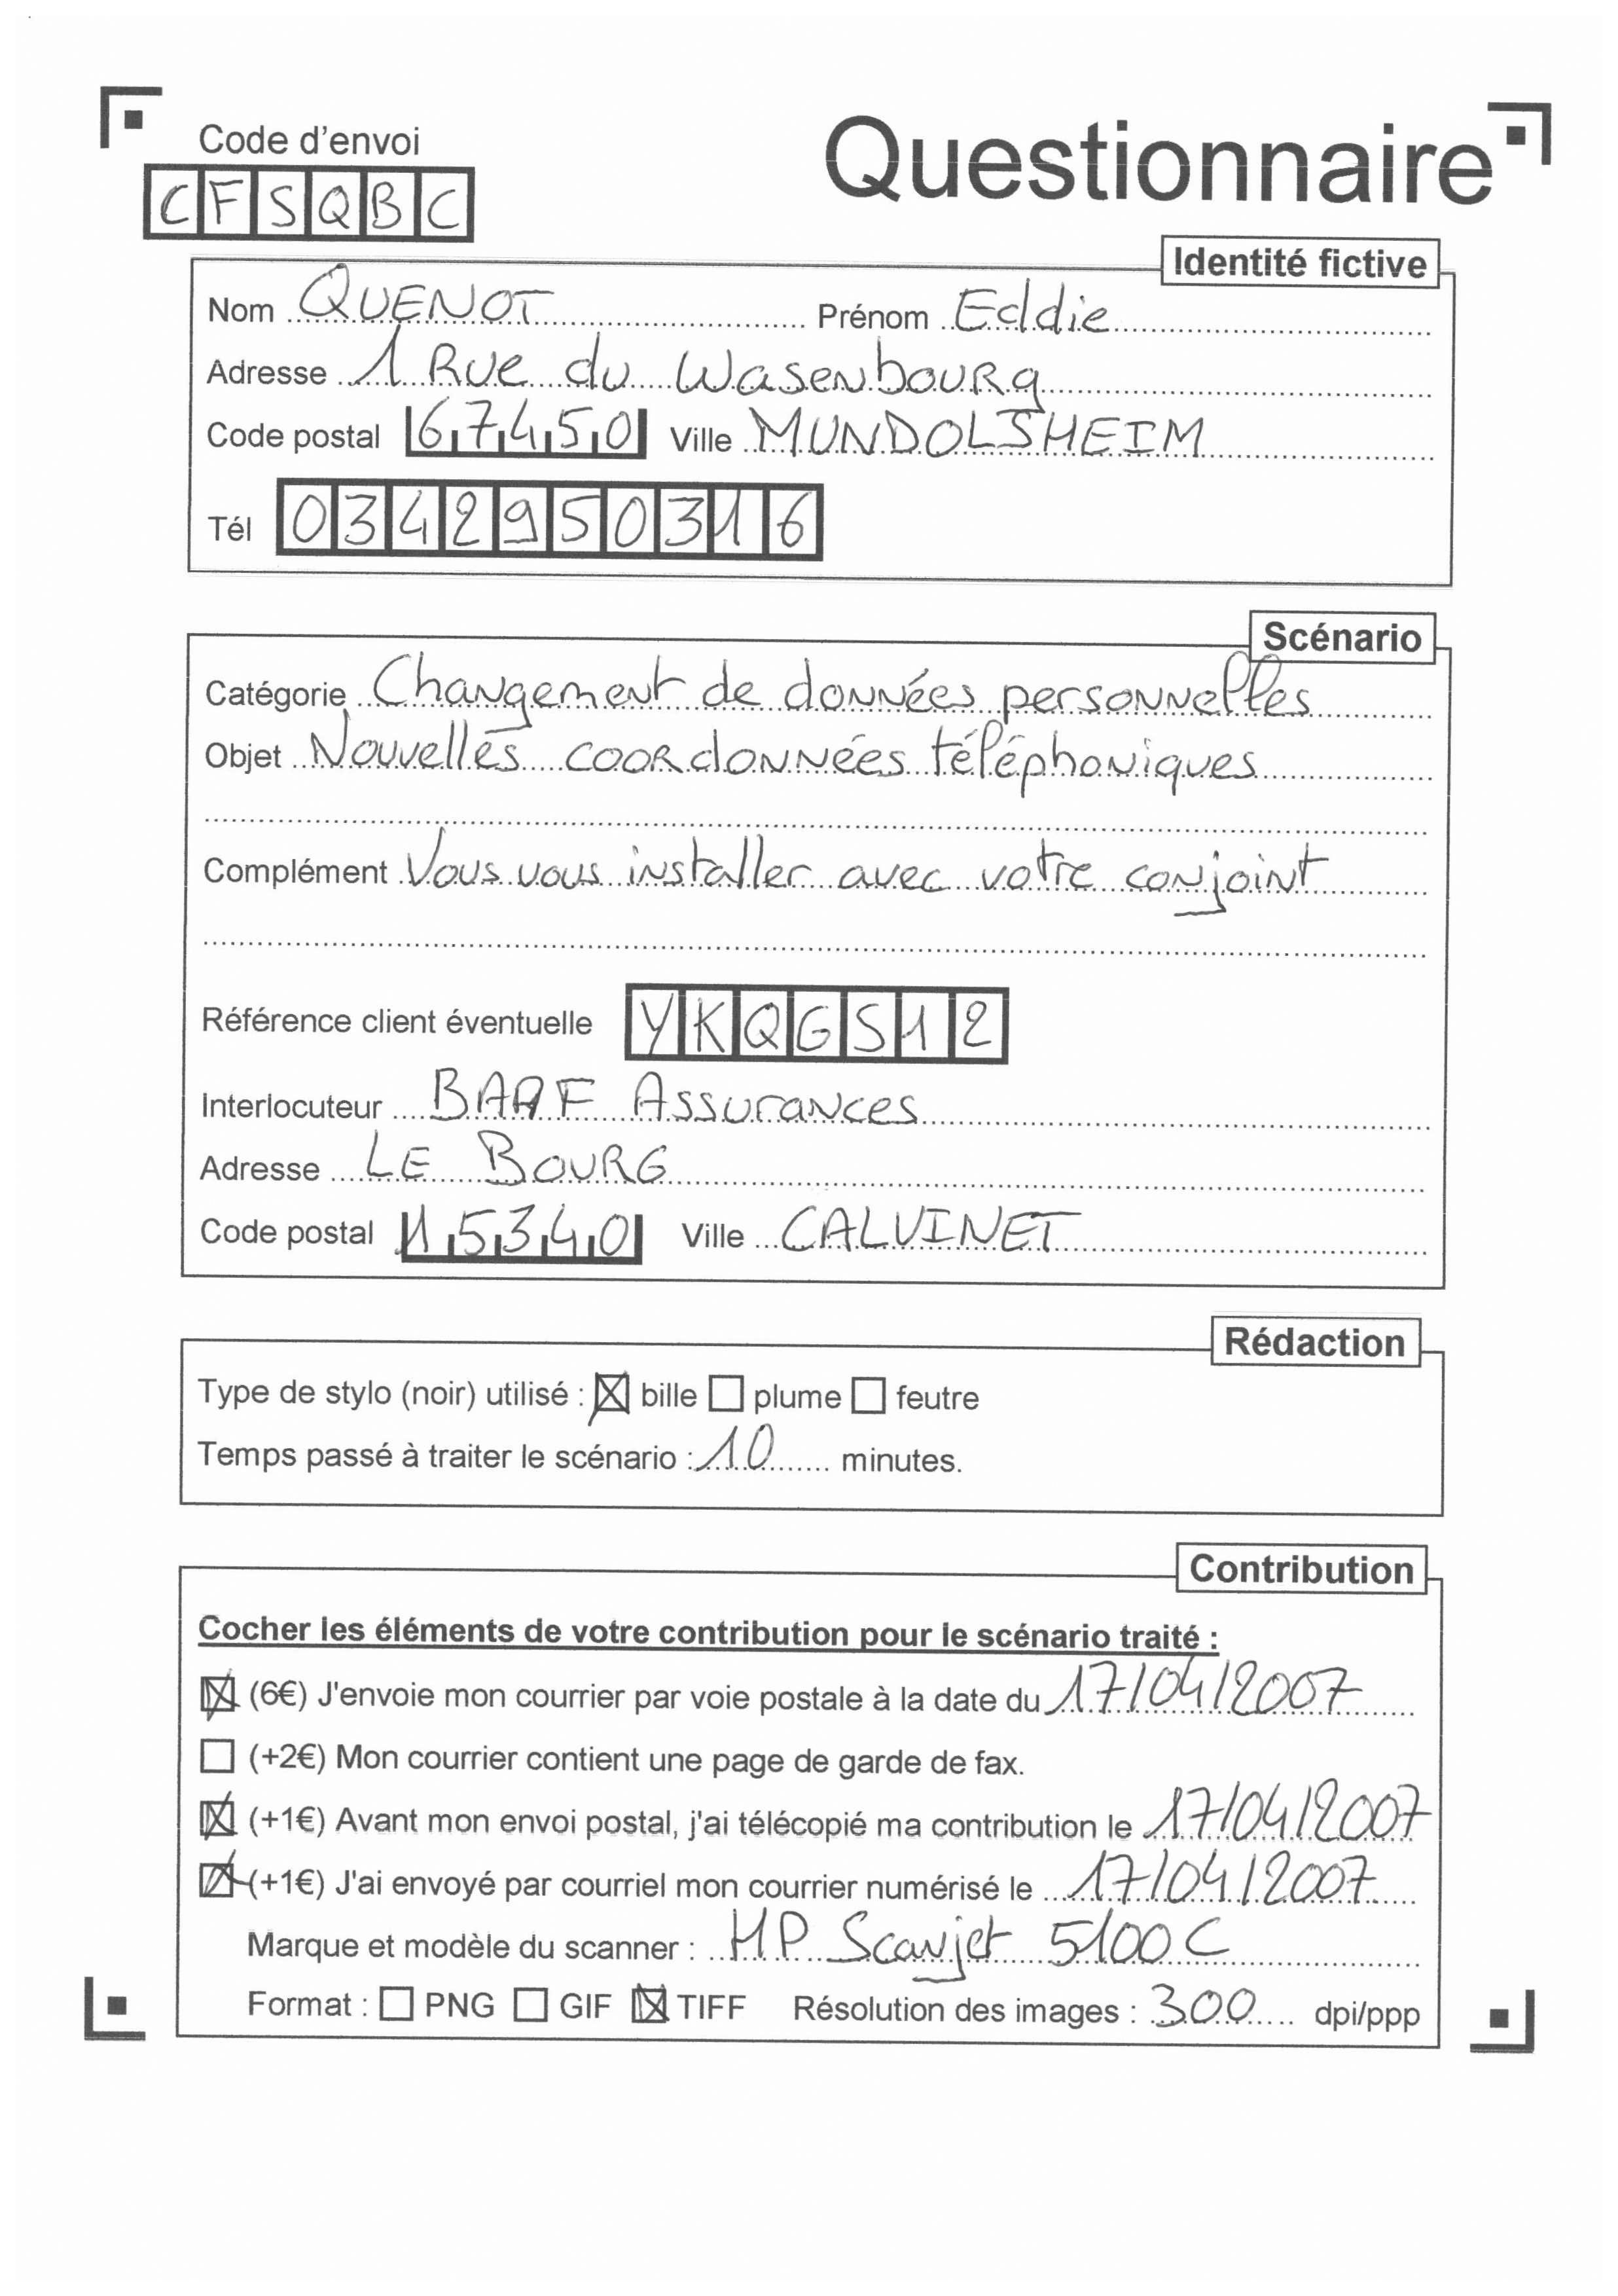 Code d'envoi
Questionnaire
CFSQBC
Identité fictive
Nom QUENOT Prénom Eddie
Adresse 1 Rue du Wasenbourg
Code postal 67450 Ville MUNDOLSHEIM
Tél 0342950316
Scénario
Catégorie Changement de données personnelles
Objet Nouvelles coordonnées téléphoniques
Complément Vous vous installer avec votre conjoint
Référence client éventuelle YKQGS12
Interlocuteur BAAF Assurances
Adresse LE BOURG
Code postal 15340 Ville CALVINET
Rédaction
Type de stylo (noir) utilisé : bille plume feutre
Temps passé à traiter le scénario : 10 minutes.
Contribution
Cocher les éléments de votre contribution pour le scénario traité :
(6€) J'envoie mon courrier par voie postale à la date du 17/04/2007
(+2€) Mon courrier contient une page de garde de fax.
(+1€) Avant mon envoi postal, j'ai télécopié ma contribution le 17/04/2007
(+1€) J'ai envoyé par courriel mon courrier numérisé le 17/04/2007
Marque et modèle du scanner : HP Scanjet 5100C
Format : PNG GIF TIFF Résolution des images : 300 dpi/ppp